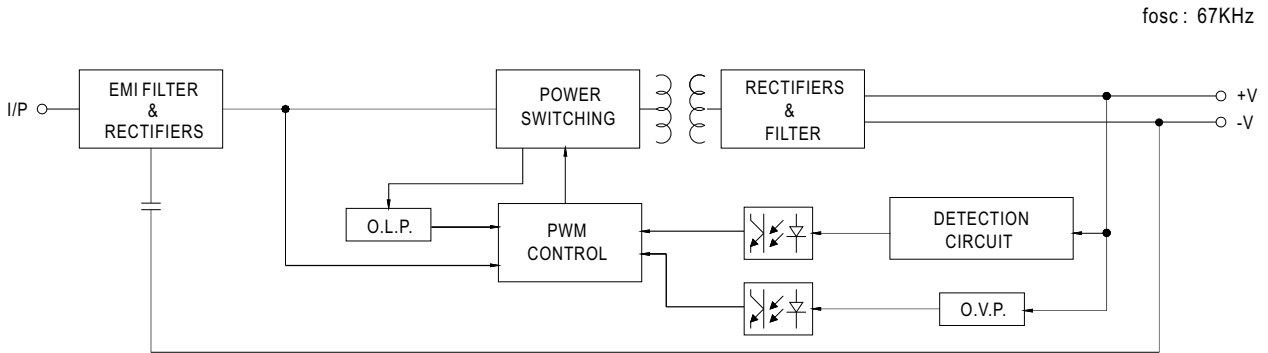 fosc : 67KHz
I/P
EMI FILTER
&
RECTIFIERS
POWER
SWITCHING
RECTIFIERS
&
FILTER
+V
-V
O.L.P.
PWM
CONTROL
DETECTION
CIRCUIT
O.V.P.